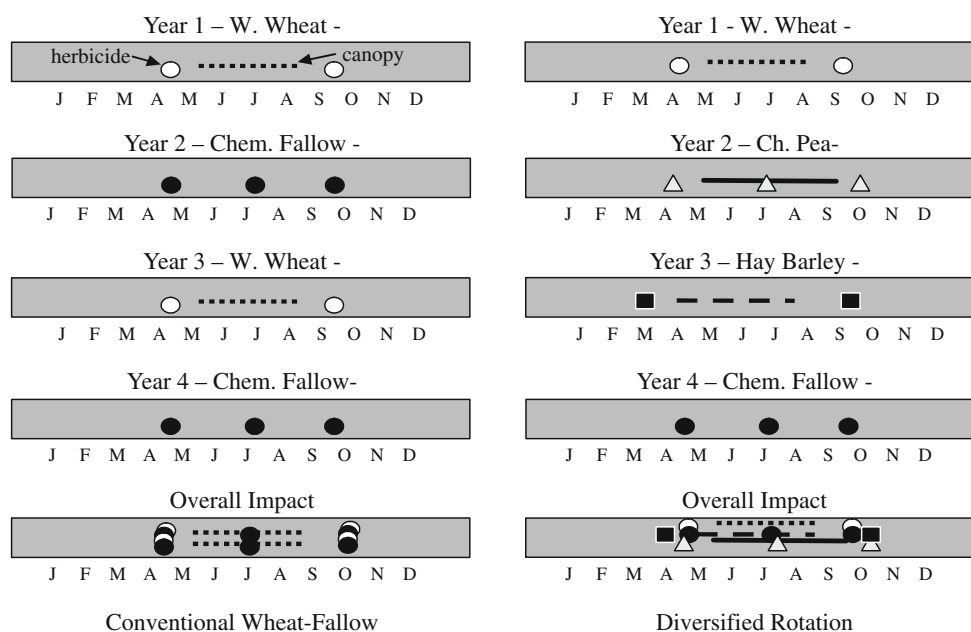 Year 1 – W. Wheat -
herbicide
canopy
J F M A M J J A S O N D
Year 2 – Chem. Fallow -
J F M A M J J A S O N D
Year 3 – W. Wheat -
J F M A M J J A S O N D
Year 4 – Chem. Fallow-
J F M A M J J A S O N D
Overall Impact
J F M A M J J A S O N D
Conventional Wheat-Fallow
Year 1 - W. Wheat -
J F M A M J J A S O N D
Year 2 – Ch. Pea-
J F M A M J J A S O N D
Year 3 – Hay Barley -
J F M A M J J A S O N D
Year 4 – Chem. Fallow -
J F M A M J J A S O N D
Overall Impact
J F M A M J J A S O N D
Diversified Rotation